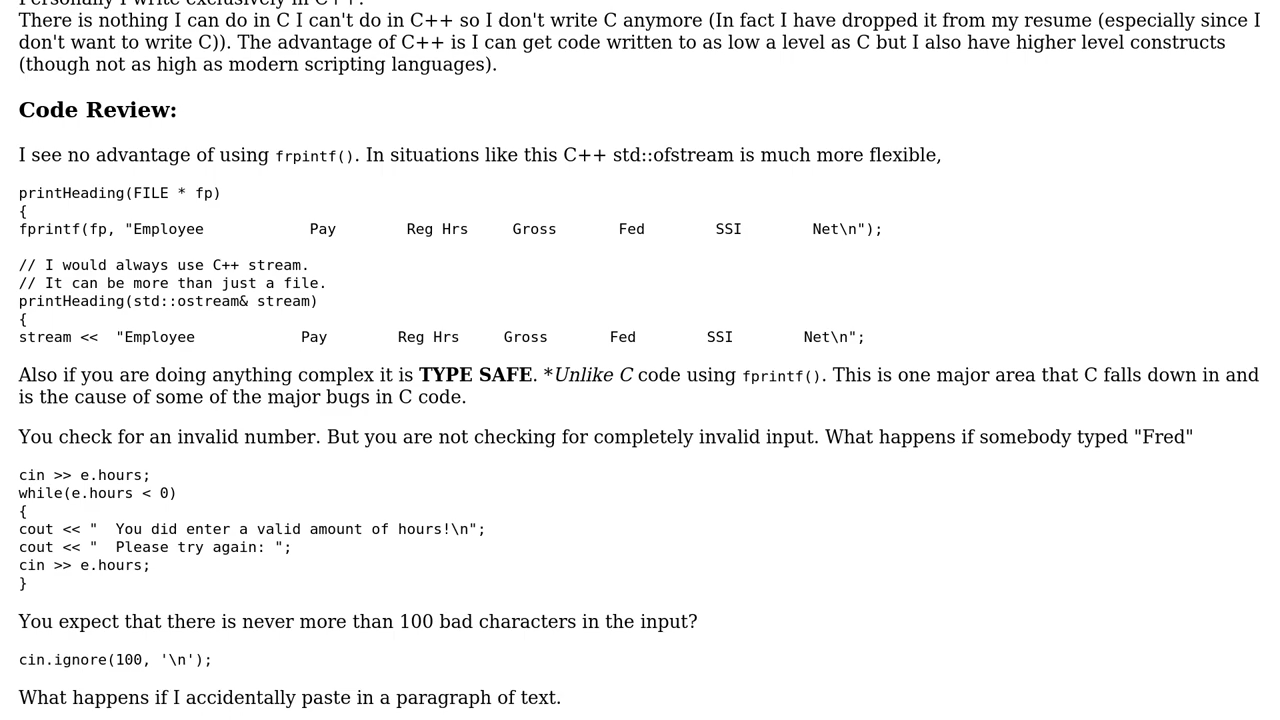 Personally I write exclusively in C++.
There is nothing I can do in C I can't do in C++ so I don't write C anymore (In fact I have dropped it from my resume (especially since I
don't want to write C)). The advantage of C++ is I can get code written to as low a level as C but I also have higher level constructs
(though not as high as modern scripting languages).
Code Review:
I see no advantage of using frpintf(). In situations like this C++ std::ofstream is much more flexible,
printHeading(FILE * fp)
{
fprintf(fp, "Employee            Pay        Reg Hrs     Gross       Fed        SSI        Net\n");
// I would always use C++ stream.
// It can be more than just a file.
printHeading(std::ostream& stream)
{
stream <<  "Employee            Pay        Reg Hrs     Gross       Fed        SSI        Net\n";
Also if you are doing anything complex it is TYPE SAFE. *Unlike C code using fprintf(). This is one major area that C falls down in and
is the cause of some of the major bugs in C code.
You check for an invalid number. But you are not checking for completely invalid input. What happens if somebody typed "Fred"
cin >> e.hours;
while(e.hours < 0)
{
cout << "  You did enter a valid amount of hours!\n";
cout << "  Please try again: ";
cin >> e.hours;
}
You expect that there is never more than 100 bad characters in the input?
cin.ignore(100, '\n');
What happens if I accidentally paste in a paragraph of text.